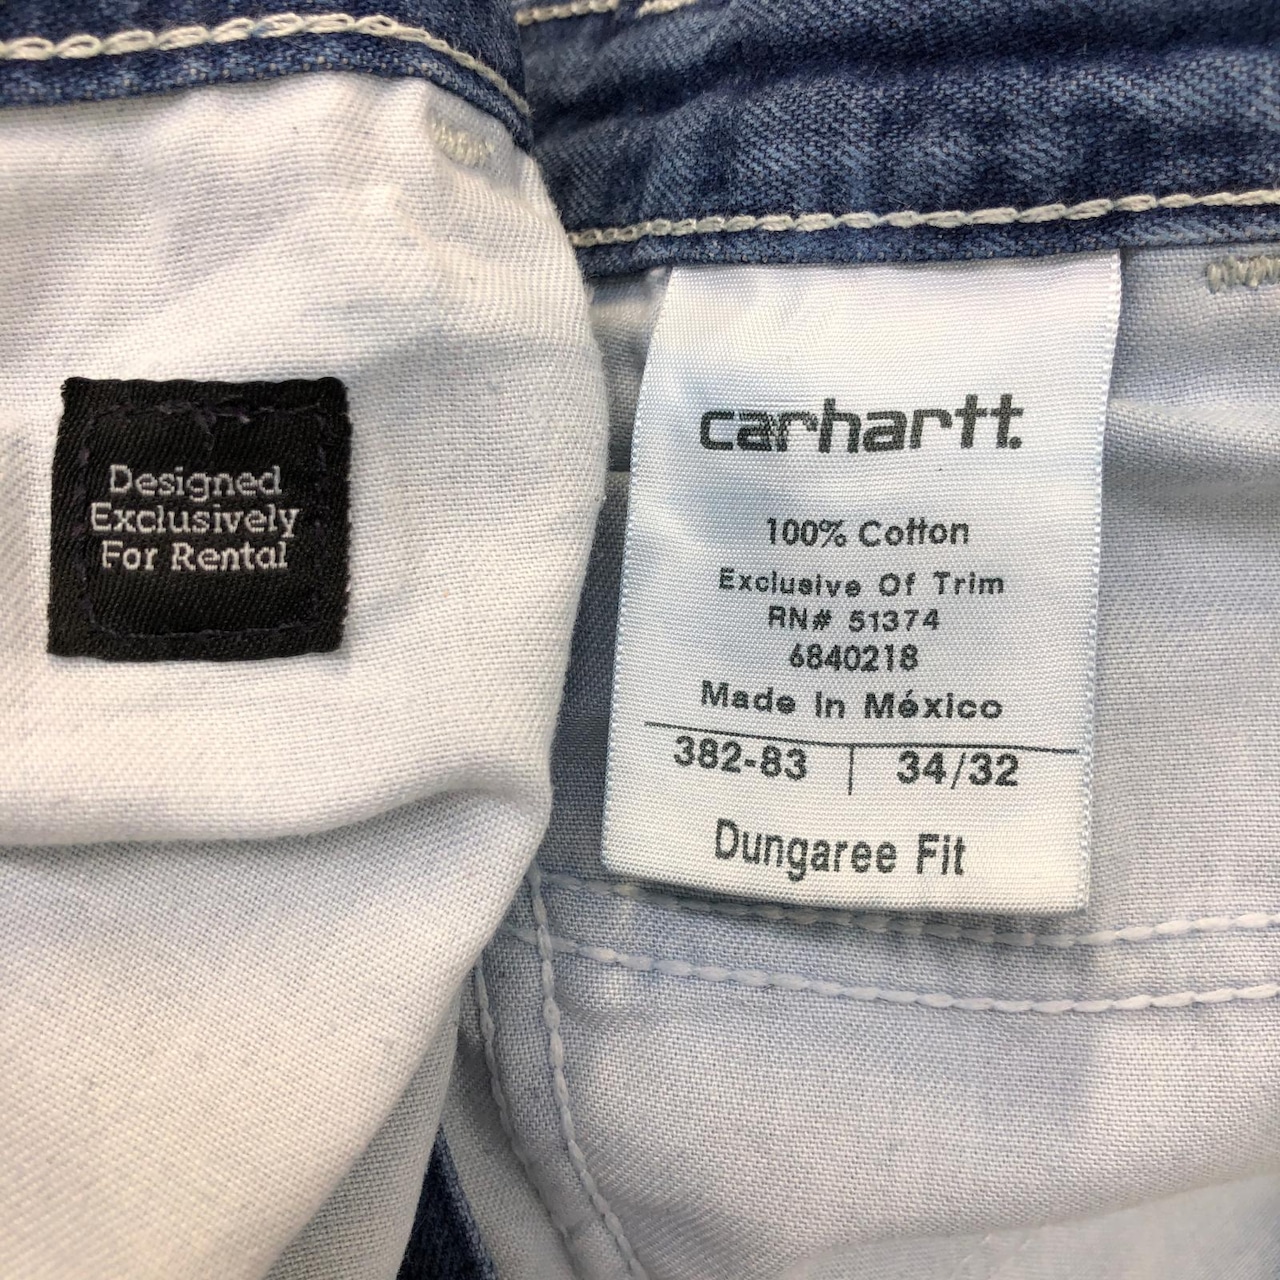 Designed
Exclusively
For Rental
carhartt.
100% Cotton
Exclusive Of Trim
RN# 51374
6840218
Made In México
382-83 | 34/32
Dungaree Fit